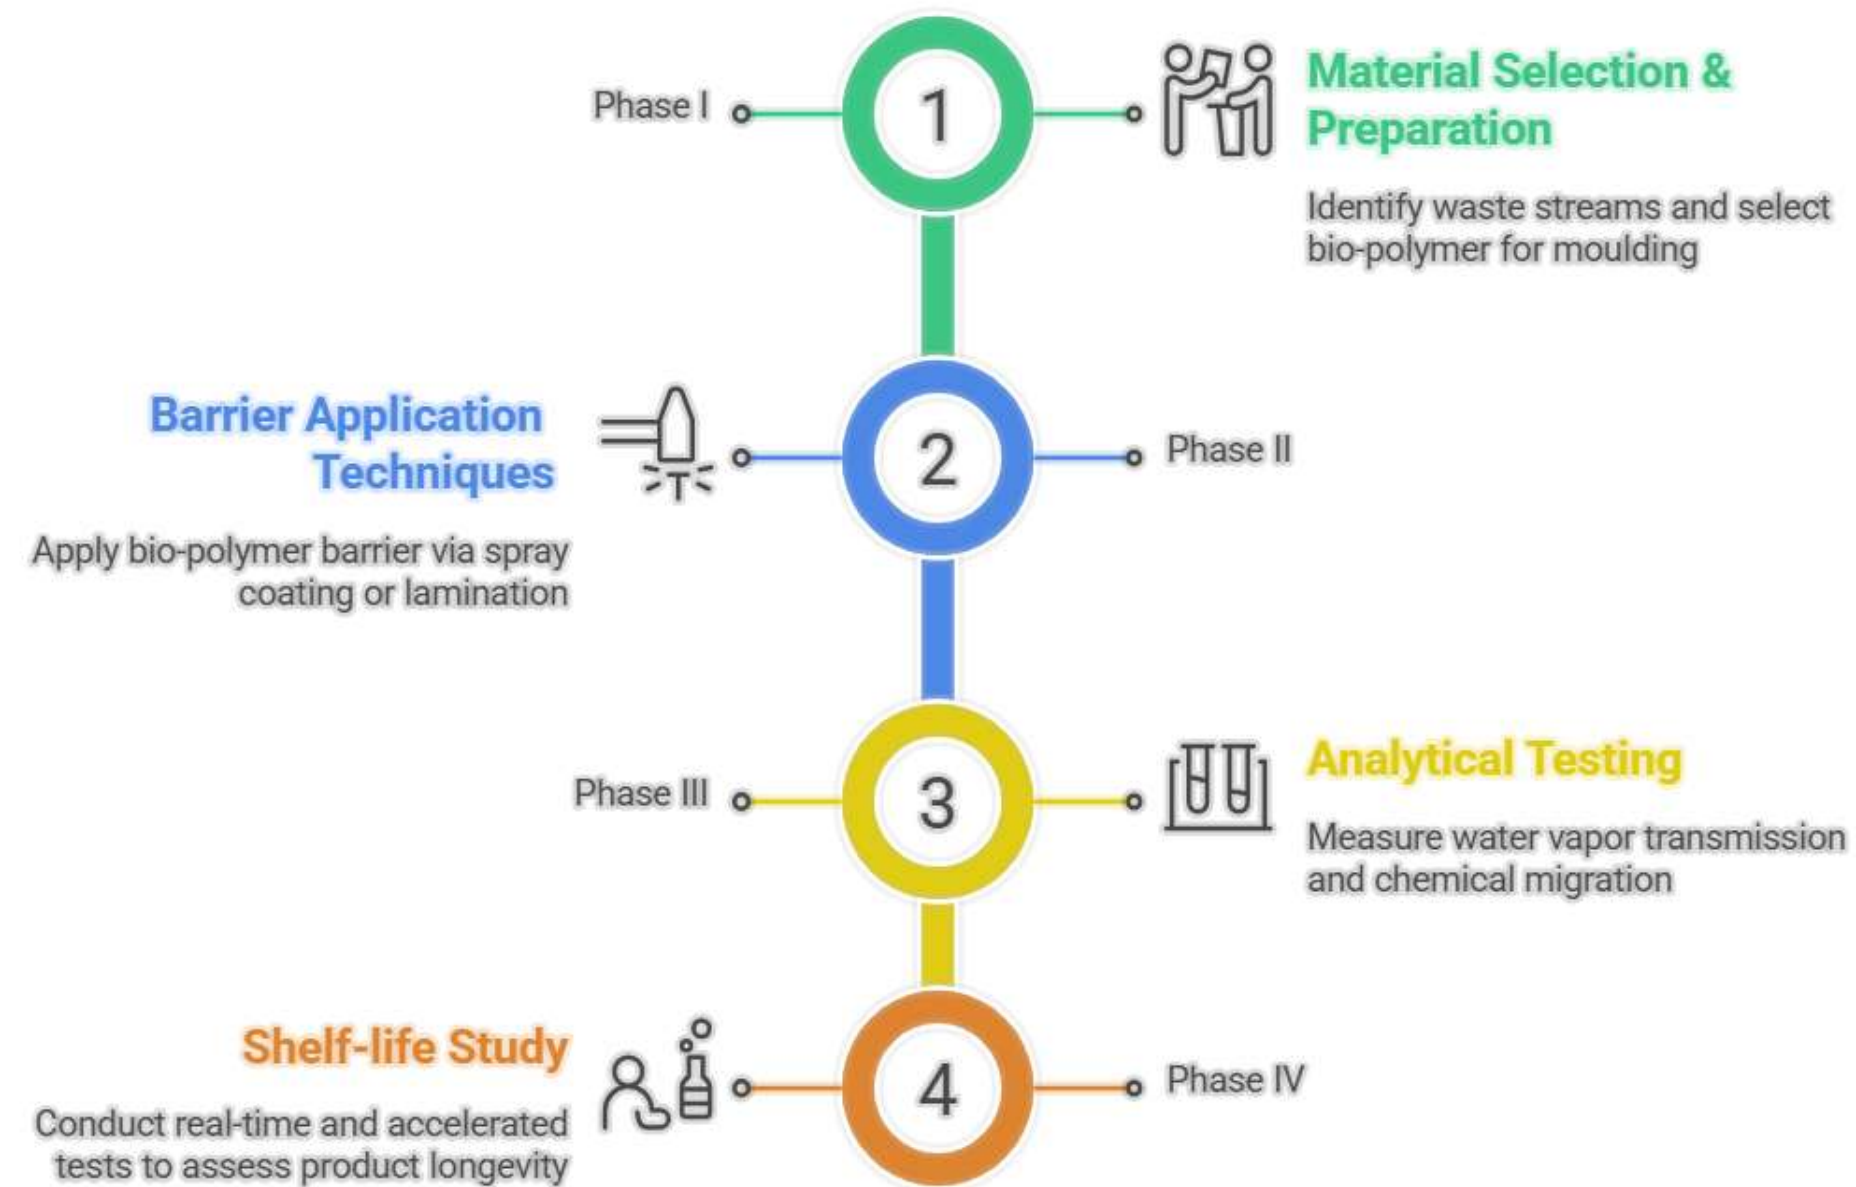 Phase I
1
Material Selection &
Preparation
Identify waste streams and select
bio-polymer for moulding
Barrier Application
Techniques
Apply bio-polymer barrier via spray
coating or lamination
2
Phase II
Phase III
3
Analytical Testing
Measure water vapor transmission
and chemical migration
Shelf-life Study
Conduct real-time and accelerated
tests to assess product longevity
4
Phase IV